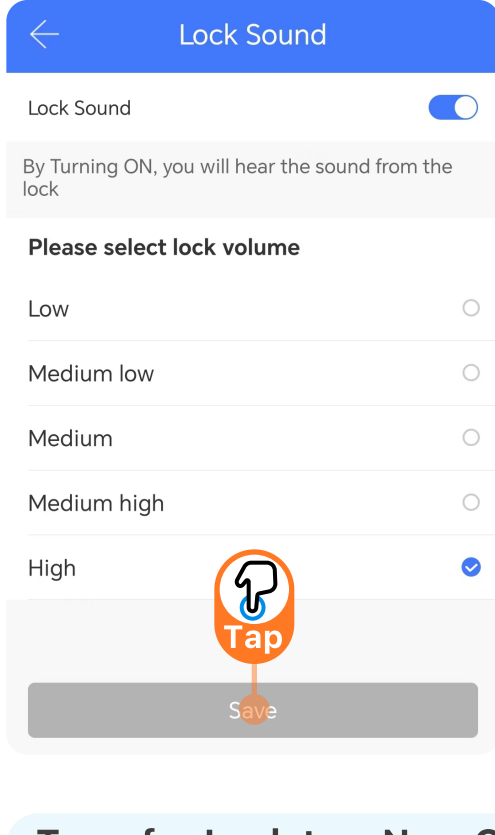 Lock Sound
Lock Sound
By Turning ON, you will hear the sound from the
lock
Please select lock volume
Low
Medium low
Medium
Medium high
High
Tap
Save